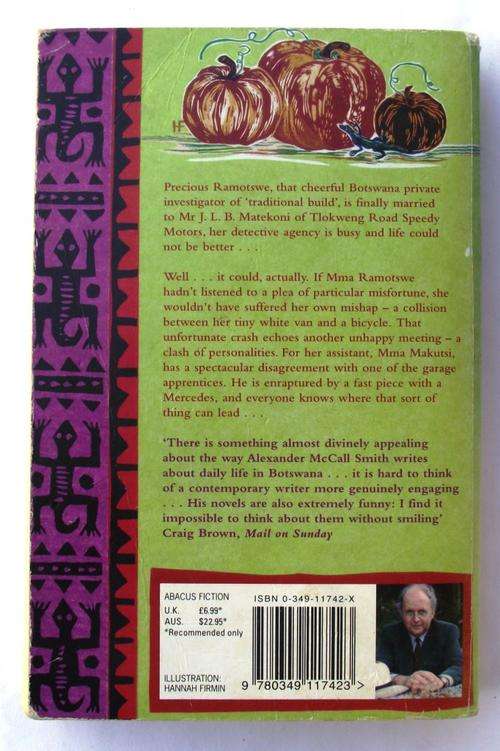 HF
Precious Ramotswe, that cheerful Botswana private
investigator of ‘traditional build’, is finally married
to Mr J. L. B. Matekoni of Tlokweng Road Speedy
Motors, her detective agency is busy and life could
not be better . . .
Well . . . it could, actually. If Mma Ramotswe
hadn't listened to a plea of particular misfortune, she
wouldn't have suffered her own mishap – a collision
between her tiny white van and a bicycle. That
unfortunate crash echoes another unhappy meeting – a
clash of personalities. For her assistant, Mma Makutsi,
has a spectacular disagreement with one of the garage
apprentices. He is enraptured by a fast piece with a
Mercedes, and everyone knows where that sort of
thing can lead . . .
‘There is something almost divinely appealing
about the way Alexander McCall Smith writes
about daily life in Botswana . . . it is hard to think
of a contemporary writer more genuinely engaging
. . . His novels are also extremely funny: I find it
impossible to think about them without smiling’
Craig Brown, Mail on Sunday
ABACUS FICTION
U.K. £6.99*
AUS. $22.95*
*Recommended only
ILLUSTRATION:
HANNAH FIRMIN
ISBN 0-349-11742-X
9 780349 117423 >